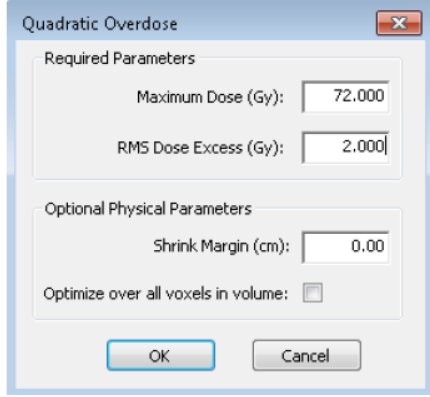 Quadratic Overdose
Required Parameters
Maximum Dose (Gy): 72.000
RMS Dose Excess (Gy): 2.000
Optional Physical Parameters
Shrink Margin (cm): 0.00
Optimize over all voxels in volume:
OK Cancel